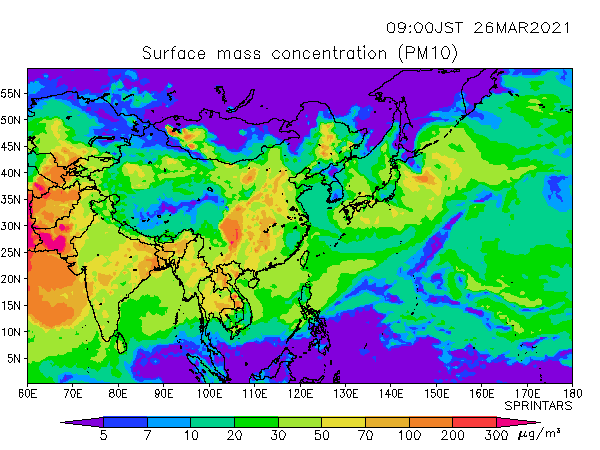 09:00JST 26MAR2021
Surface mass concentration (PM10)
55N
50N
45N
40N
35N
30N
25N
20N
15N
10N
5N
60E 70E 80E 90E 100E 110E 120E 130E 140E 150E 160E 170E 180
SPRINTARS
5 7 10 20 30 50 70 100 200 300 μg/m³